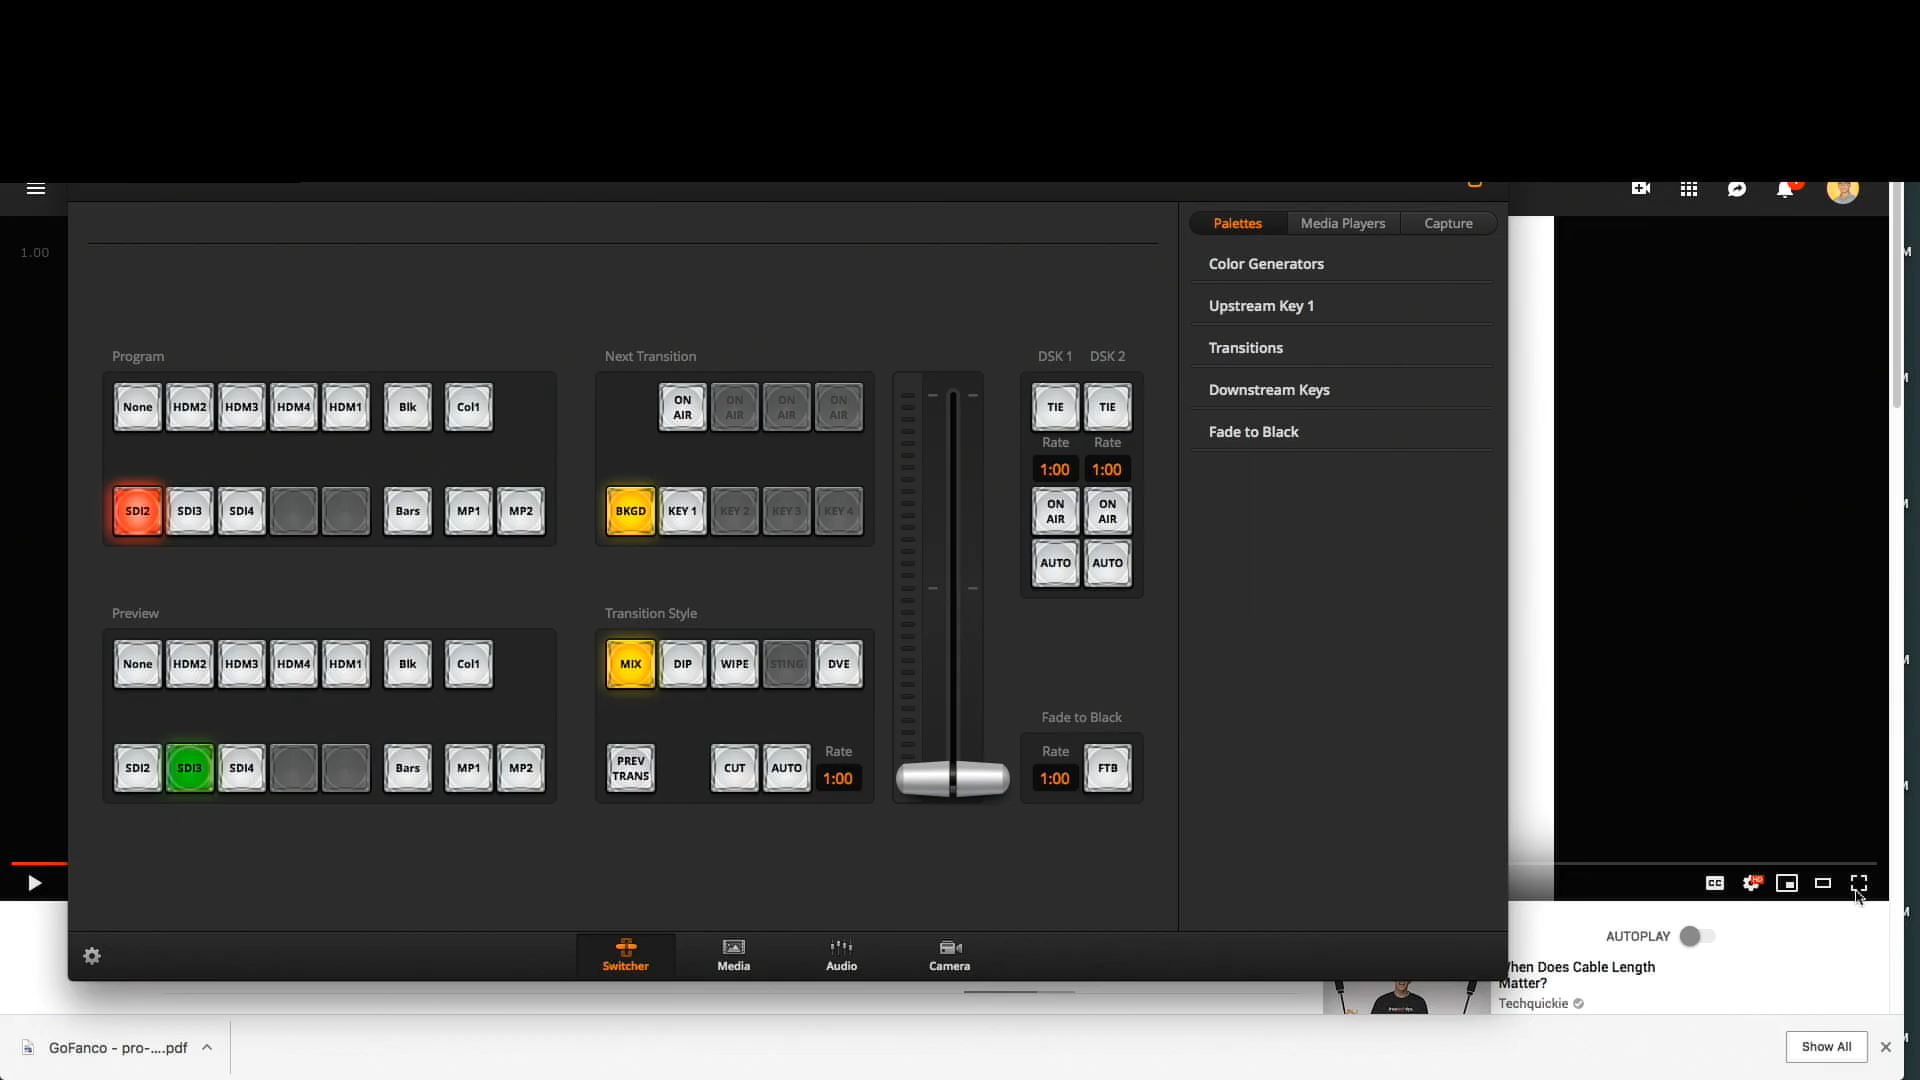 1.00
Palettes Media Players Capture
Color Generators
Upstream Key 1
Transitions
Downstream Keys
Fade to Black
Program
None HDM2 HDM3 HDM4 HDM1 Blk Col1
SDI2 SDI3 SDI4 Bars MP1 MP2
Next Transition
ON AIR ON AIR ON AIR ON AIR
BKGD KEY 1 KEY 2 KEY 3 KEY 4
DSK 1 DSK 2
TIE TIE
Rate Rate
1:00 1:00
ON AIR ON AIR
AUTO AUTO
Preview
None HDM2 HDM3 HDM4 HDM1 Blk Col1
SDI2 SDI3 SDI4 Bars MP1 MP2
Transition Style
MIX DIP WIPE STING DVE
PREV TRANS CUT AUTO Rate
1:00
Fade to Black
Rate
1:00 FTB
CC HD
Switcher Media Audio Camera
AUTOPLAY
hen Does Cable Length
Matter?
Techquickie
GoFanco - pro-....pdf
Show All